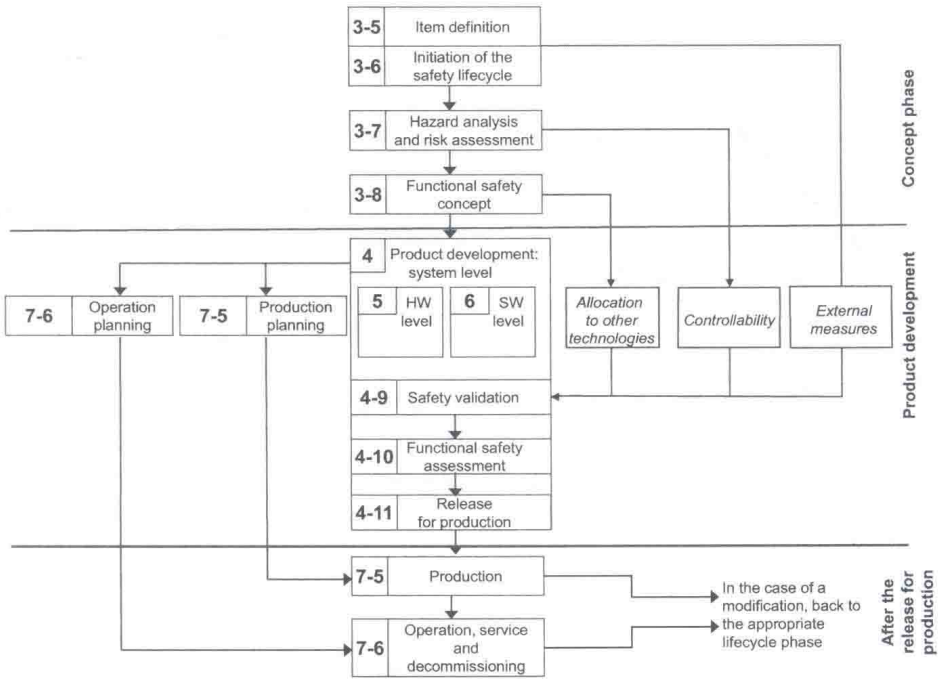 3-5 Item definition
3-6 Initiation of the
safety lifecycle
3-7 Hazard analysis
and risk assessment
3-8 Functional safety
concept
Concept phase
4 Product development:
system level
5 HW
level
6 SW
level
7-6 Operation
planning
7-5 Production
planning
Allocation
to other
technologies
Controllability
External
measures
4-9 Safety validation
4-10 Functional safety
assessment
4-11 Release
for production
Product development
7-5 Production
7-6 Operation, service
and
decommissioning
In the case of a
modification, back to
the appropriate
lifecycle phase
After the
release for
production